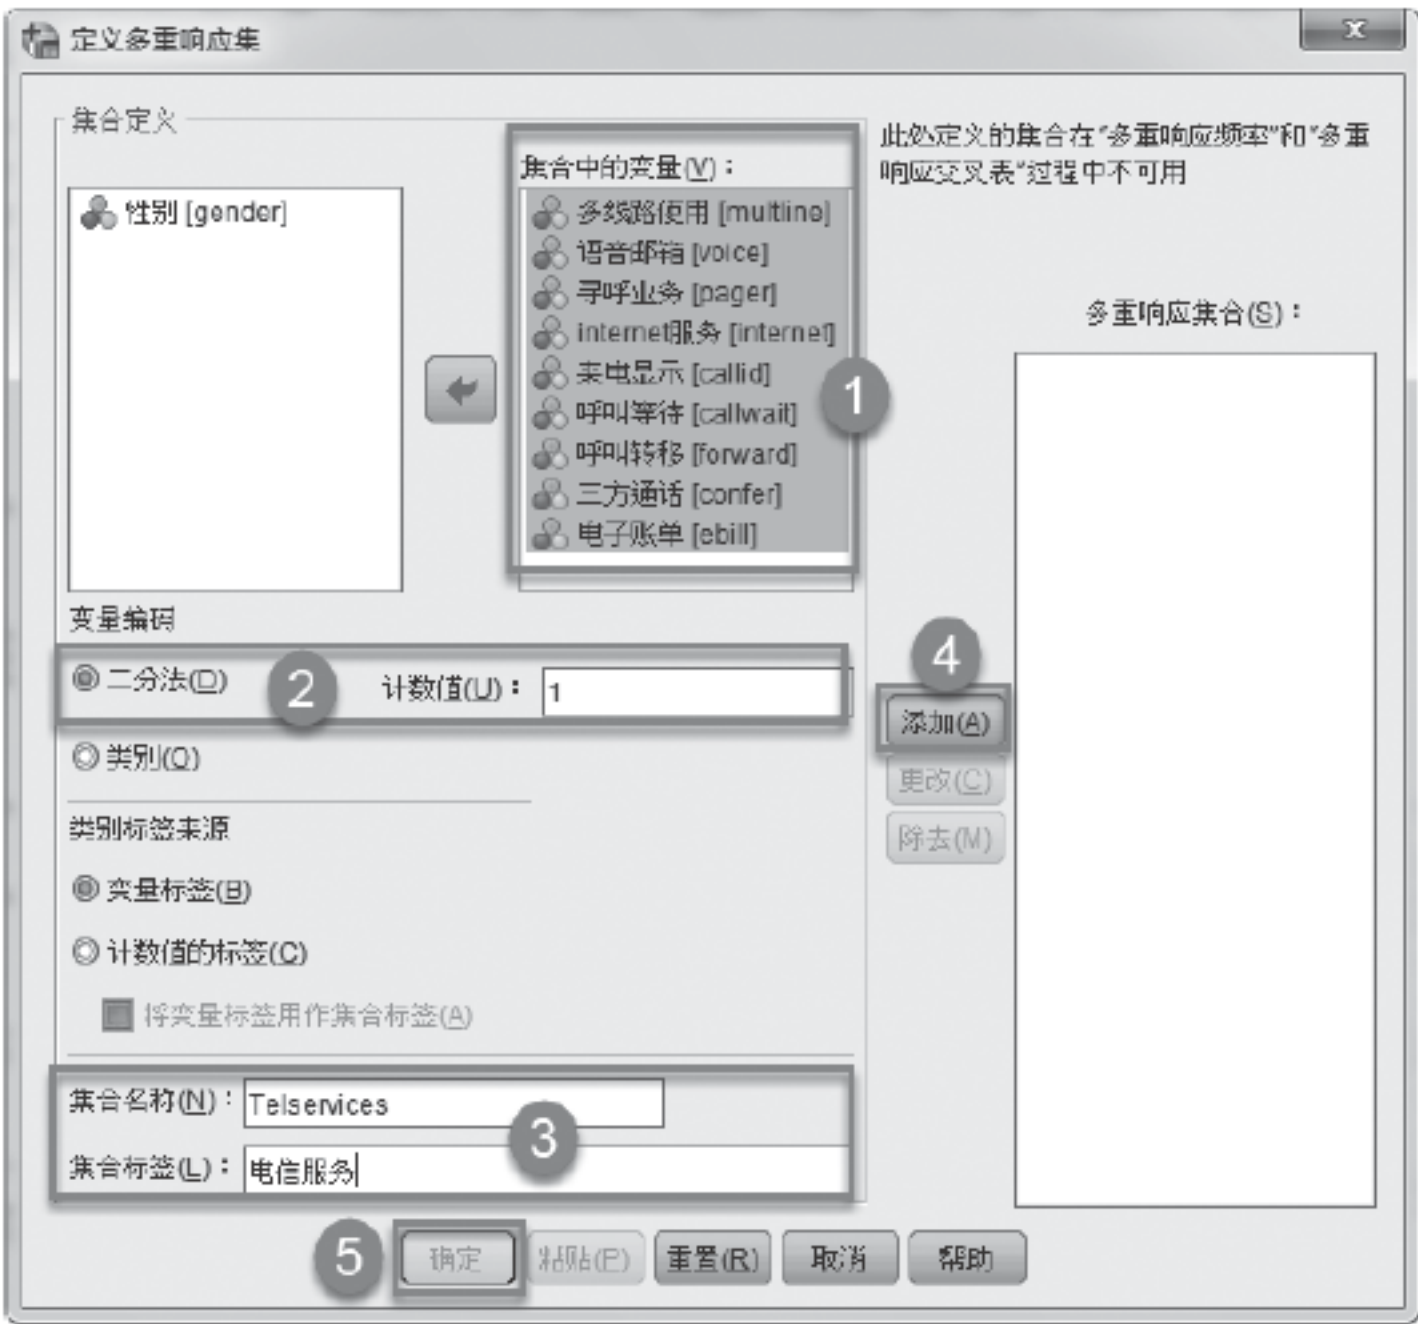 定义多重响应集
x
集合定义
性别 [gender]
集合中的变量(V)：
多线路使用 [multline]
语音邮箱 [voice]
寻呼业务 [pager]
internet服务 [internet]
来电显示 [callid]
呼叫等待 [callwait]
呼叫转移 [forward]
三方通话 [confer]
电子账单 [ebill]
1
此处定义的集合在“多重响应频率”和“多重
响应交叉表”过程中不可用
多重响应集合(S)：
变量编码
二分法(D)
2
计数值(U)：
1
类别(O)
类别标签来源
变量标签(B)
计数值的标签(C)
将变量标签用作集合标签(A)
4
添加(A)
更改(C)
除去(M)
集合名称(N)：
Telservices
3
集合标签(L)：
电信服务
5
确定
粘贴(P)
重置(R)
取消
帮助